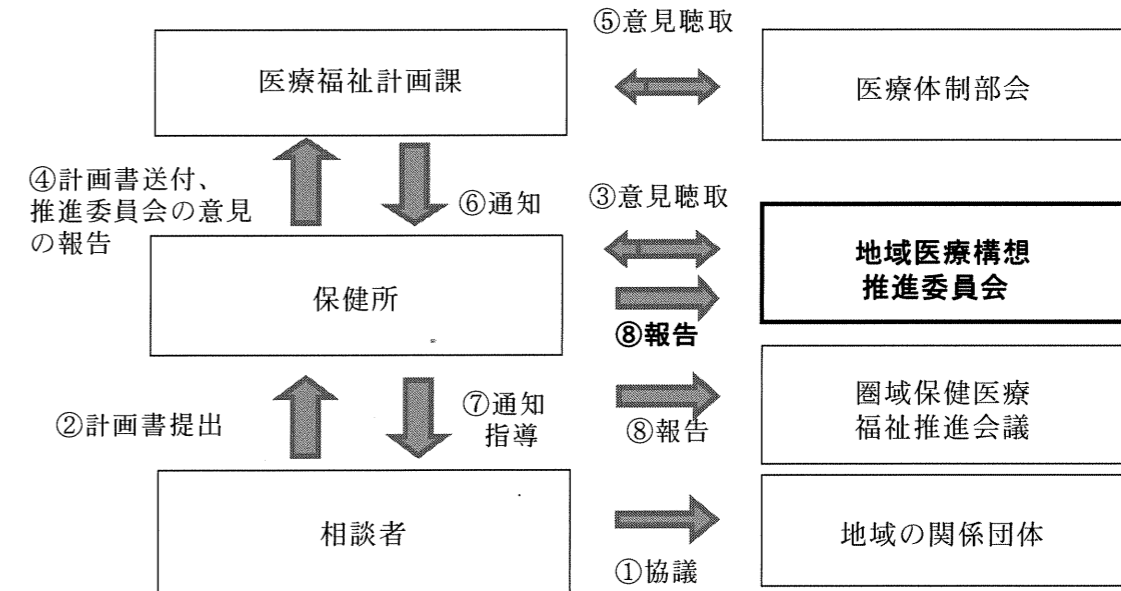 ⑤意見聴取
医療福祉計画課
医療体制部会
④計画書送付、
推進委員会の意見
の報告
⑥通知
③意見聴取
地域医療構想
推進委員会
保健所
⑧報告
圏域保健医療
福祉推進会議
②計画書提出
⑦通知
指導
⑧報告
相談者
地域の関係団体
①協議